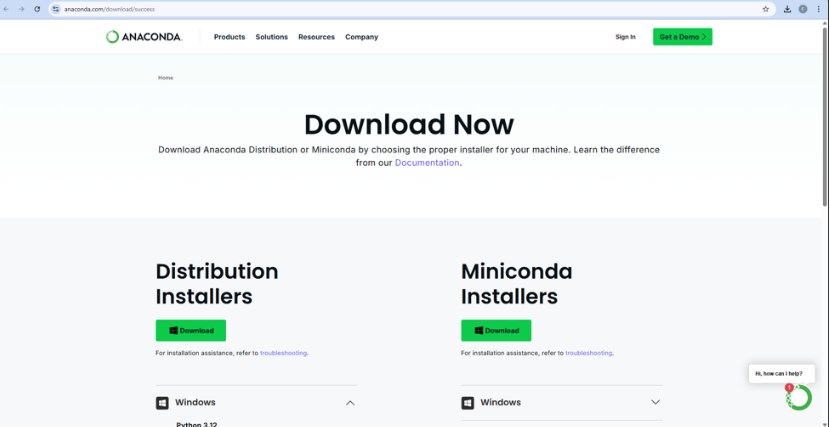 anaconda.com/download/success
ANACONDA.
Products Solutions Resources Company Sign In Get a Demo
Home
Download Now
Download Anaconda Distribution or Miniconda by choosing the proper installer for your machine. Learn the difference
from our Documentation.
Distribution
Installers
Download
For installation assistance, refer to troubleshooting.
Windows
Python 3.12
Miniconda
Installers
Download
For installation assistance, refer to troubleshooting.
Windows
Hi, how can I help?
1